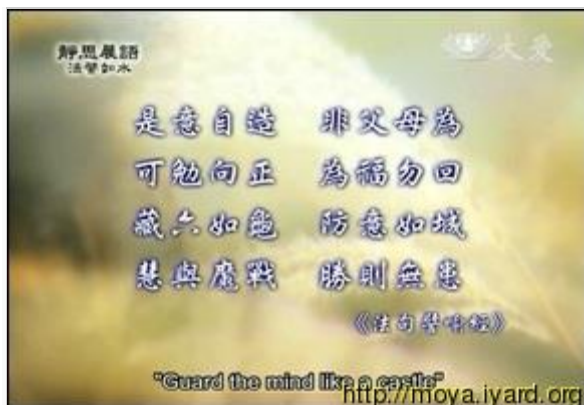 靜思晨語
法譬如水
大愛
是意自造 非父母為
可勉向正 為福勿回
藏六如龜 防意如城
慧與魔戰 勝則無患
《法句譬喻經》
"Guard the mind like a castle"
http://moya.iyard.org